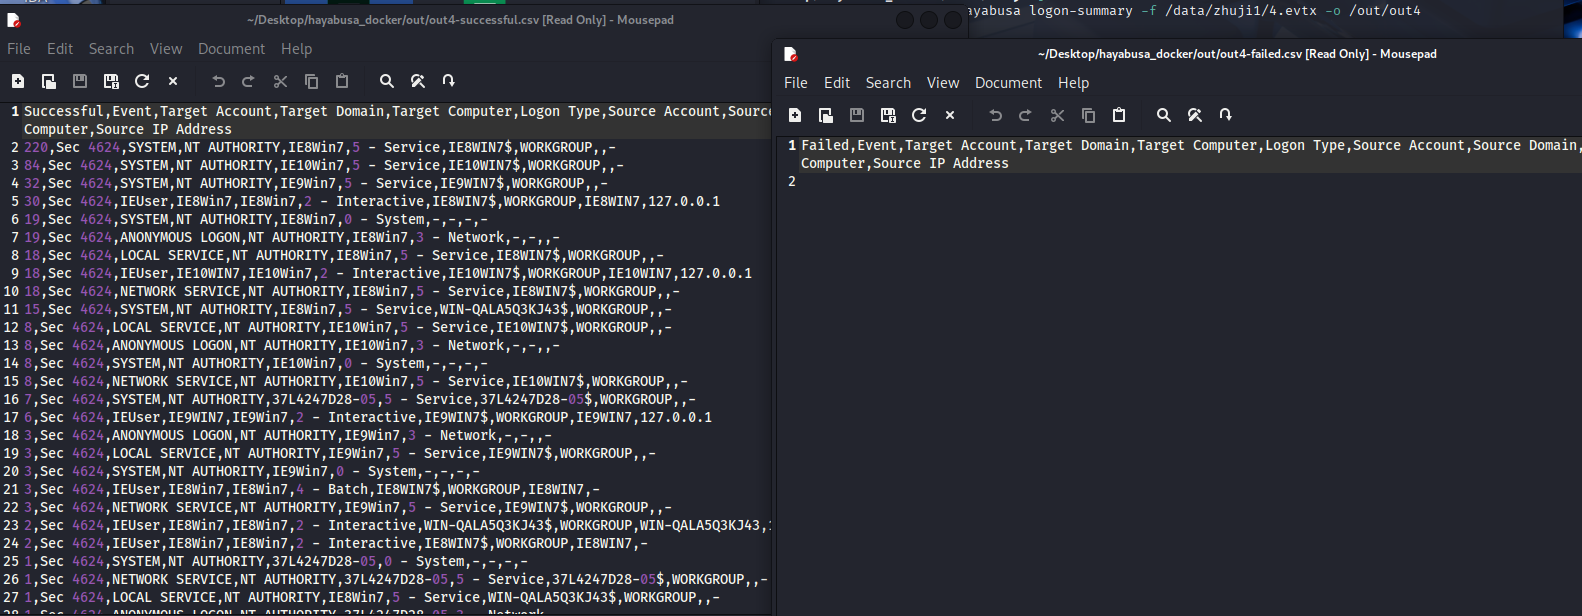 ~/Desktop/hayabusa_docker/out/out4-successful.csv [Read Only] - Mousepad
File Edit Search View Document Help
1 Successful,Event,Target Account,Target Domain,Target Computer,Logon Type,Source Account,Source
Computer,Source IP Address
2 220,Sec 4624,SYSTEM,NT AUTHORITY,IE8Win7,5 - Service,IE8WIN7$,WORKGROUP,,-
3 84,Sec 4624,SYSTEM,NT AUTHORITY,IE10Win7,5 - Service,IE10WIN7$,WORKGROUP,,-
4 32,Sec 4624,SYSTEM,NT AUTHORITY,IE9Win7,5 - Service,IE9WIN7$,WORKGROUP,,-
5 30,Sec 4624,IEUser,IE8Win7,IE8Win7,2 - Interactive,IE8WIN7$,WORKGROUP,IE8WIN7,127.0.0.1
6 19,Sec 4624,SYSTEM,NT AUTHORITY,IE8Win7,0 - System,-,-,-,-
7 19,Sec 4624,ANONYMOUS LOGON,NT AUTHORITY,IE8Win7,3 - Network,-,-,,-
8 18,Sec 4624,LOCAL SERVICE,NT AUTHORITY,IE8Win7,5 - Service,IE8WIN7$,WORKGROUP,,-
9 18,Sec 4624,IEUser,IE10WIN7,IE10Win7,2 - Interactive,IE10WIN7$,WORKGROUP,IE10WIN7,127.0.0.1
10 18,Sec 4624,NETWORK SERVICE,NT AUTHORITY,IE8Win7,5 - Service,IE8WIN7$,WORKGROUP,,-
11 15,Sec 4624,SYSTEM,NT AUTHORITY,IE8Win7,5 - Service,WIN-QALA5Q3KJ43$,WORKGROUP,,-
12 8,Sec 4624,LOCAL SERVICE,NT AUTHORITY,IE10Win7,5 - Service,IE10WIN7$,WORKGROUP,,-
13 8,Sec 4624,ANONYMOUS LOGON,NT AUTHORITY,IE10Win7,3 - Network,-,-,,-
14 8,Sec 4624,SYSTEM,NT AUTHORITY,IE10Win7,0 - System,-,-,-,-
15 8,Sec 4624,NETWORK SERVICE,NT AUTHORITY,IE10Win7,5 - Service,IE10WIN7$,WORKGROUP,,-
16 7,Sec 4624,SYSTEM,NT AUTHORITY,37L4247D28-05,5 - Service,37L4247D28-05$,WORKGROUP,,-
17 6,Sec 4624,IEUser,IE9WIN7,IE9Win7,2 - Interactive,IE9WIN7$,WORKGROUP,IE9WIN7,127.0.0.1
18 3,Sec 4624,ANONYMOUS LOGON,NT AUTHORITY,IE9Win7,3 - Network,-,-,,-
19 3,Sec 4624,LOCAL SERVICE,NT AUTHORITY,IE9Win7,5 - Service,IE9WIN7$,WORKGROUP,,-
20 3,Sec 4624,SYSTEM,NT AUTHORITY,IE9Win7,0 - System,-,-,-,-
21 3,Sec 4624,IEUser,IE8Win7,IE8Win7,4 - Batch,IE8WIN7$,WORKGROUP,IE8WIN7,-
22 3,Sec 4624,NETWORK SERVICE,NT AUTHORITY,IE9Win7,5 - Service,IE9WIN7$,WORKGROUP,,-
23 2,Sec 4624,IEUser,IE8Win7,IE8Win7,2 - Interactive,WIN-QALA5Q3KJ43$,WORKGROUP,WIN-QALA5Q3KJ43,
24 2,Sec 4624,IEUser,IE8Win7,IE8Win7,2 - Interactive,IE8WIN7$,WORKGROUP,IE8WIN7,-
25 1,Sec 4624,SYSTEM,NT AUTHORITY,37L4247D28-05,0 - System,-,-,-,-
26 1,Sec 4624,NETWORK SERVICE,NT AUTHORITY,37L4247D28-05,5 - Service,37L4247D28-05$,WORKGROUP,,-
27 1,Sec 4624,LOCAL SERVICE,NT AUTHORITY,IE8Win7,5 - Service,WIN-QALA5Q3KJ43$,WORKGROUP,,-
28 1,Sec 4624,ANONYMOUS LOGON,NT AUTHORITY,37L4247D28-05,3 - Network
ayabusa logon-summary -f /data/zhuji1/4.evtx -o /out/out4
~/Desktop/hayabusa_docker/out/out4-failed.csv [Read Only] - Mousepad
File Edit Search View Document Help
1 Failed,Event,Target Account,Target Domain,Target Computer,Logon Type,Source Account,Source Domain,
Computer,Source IP Address
2